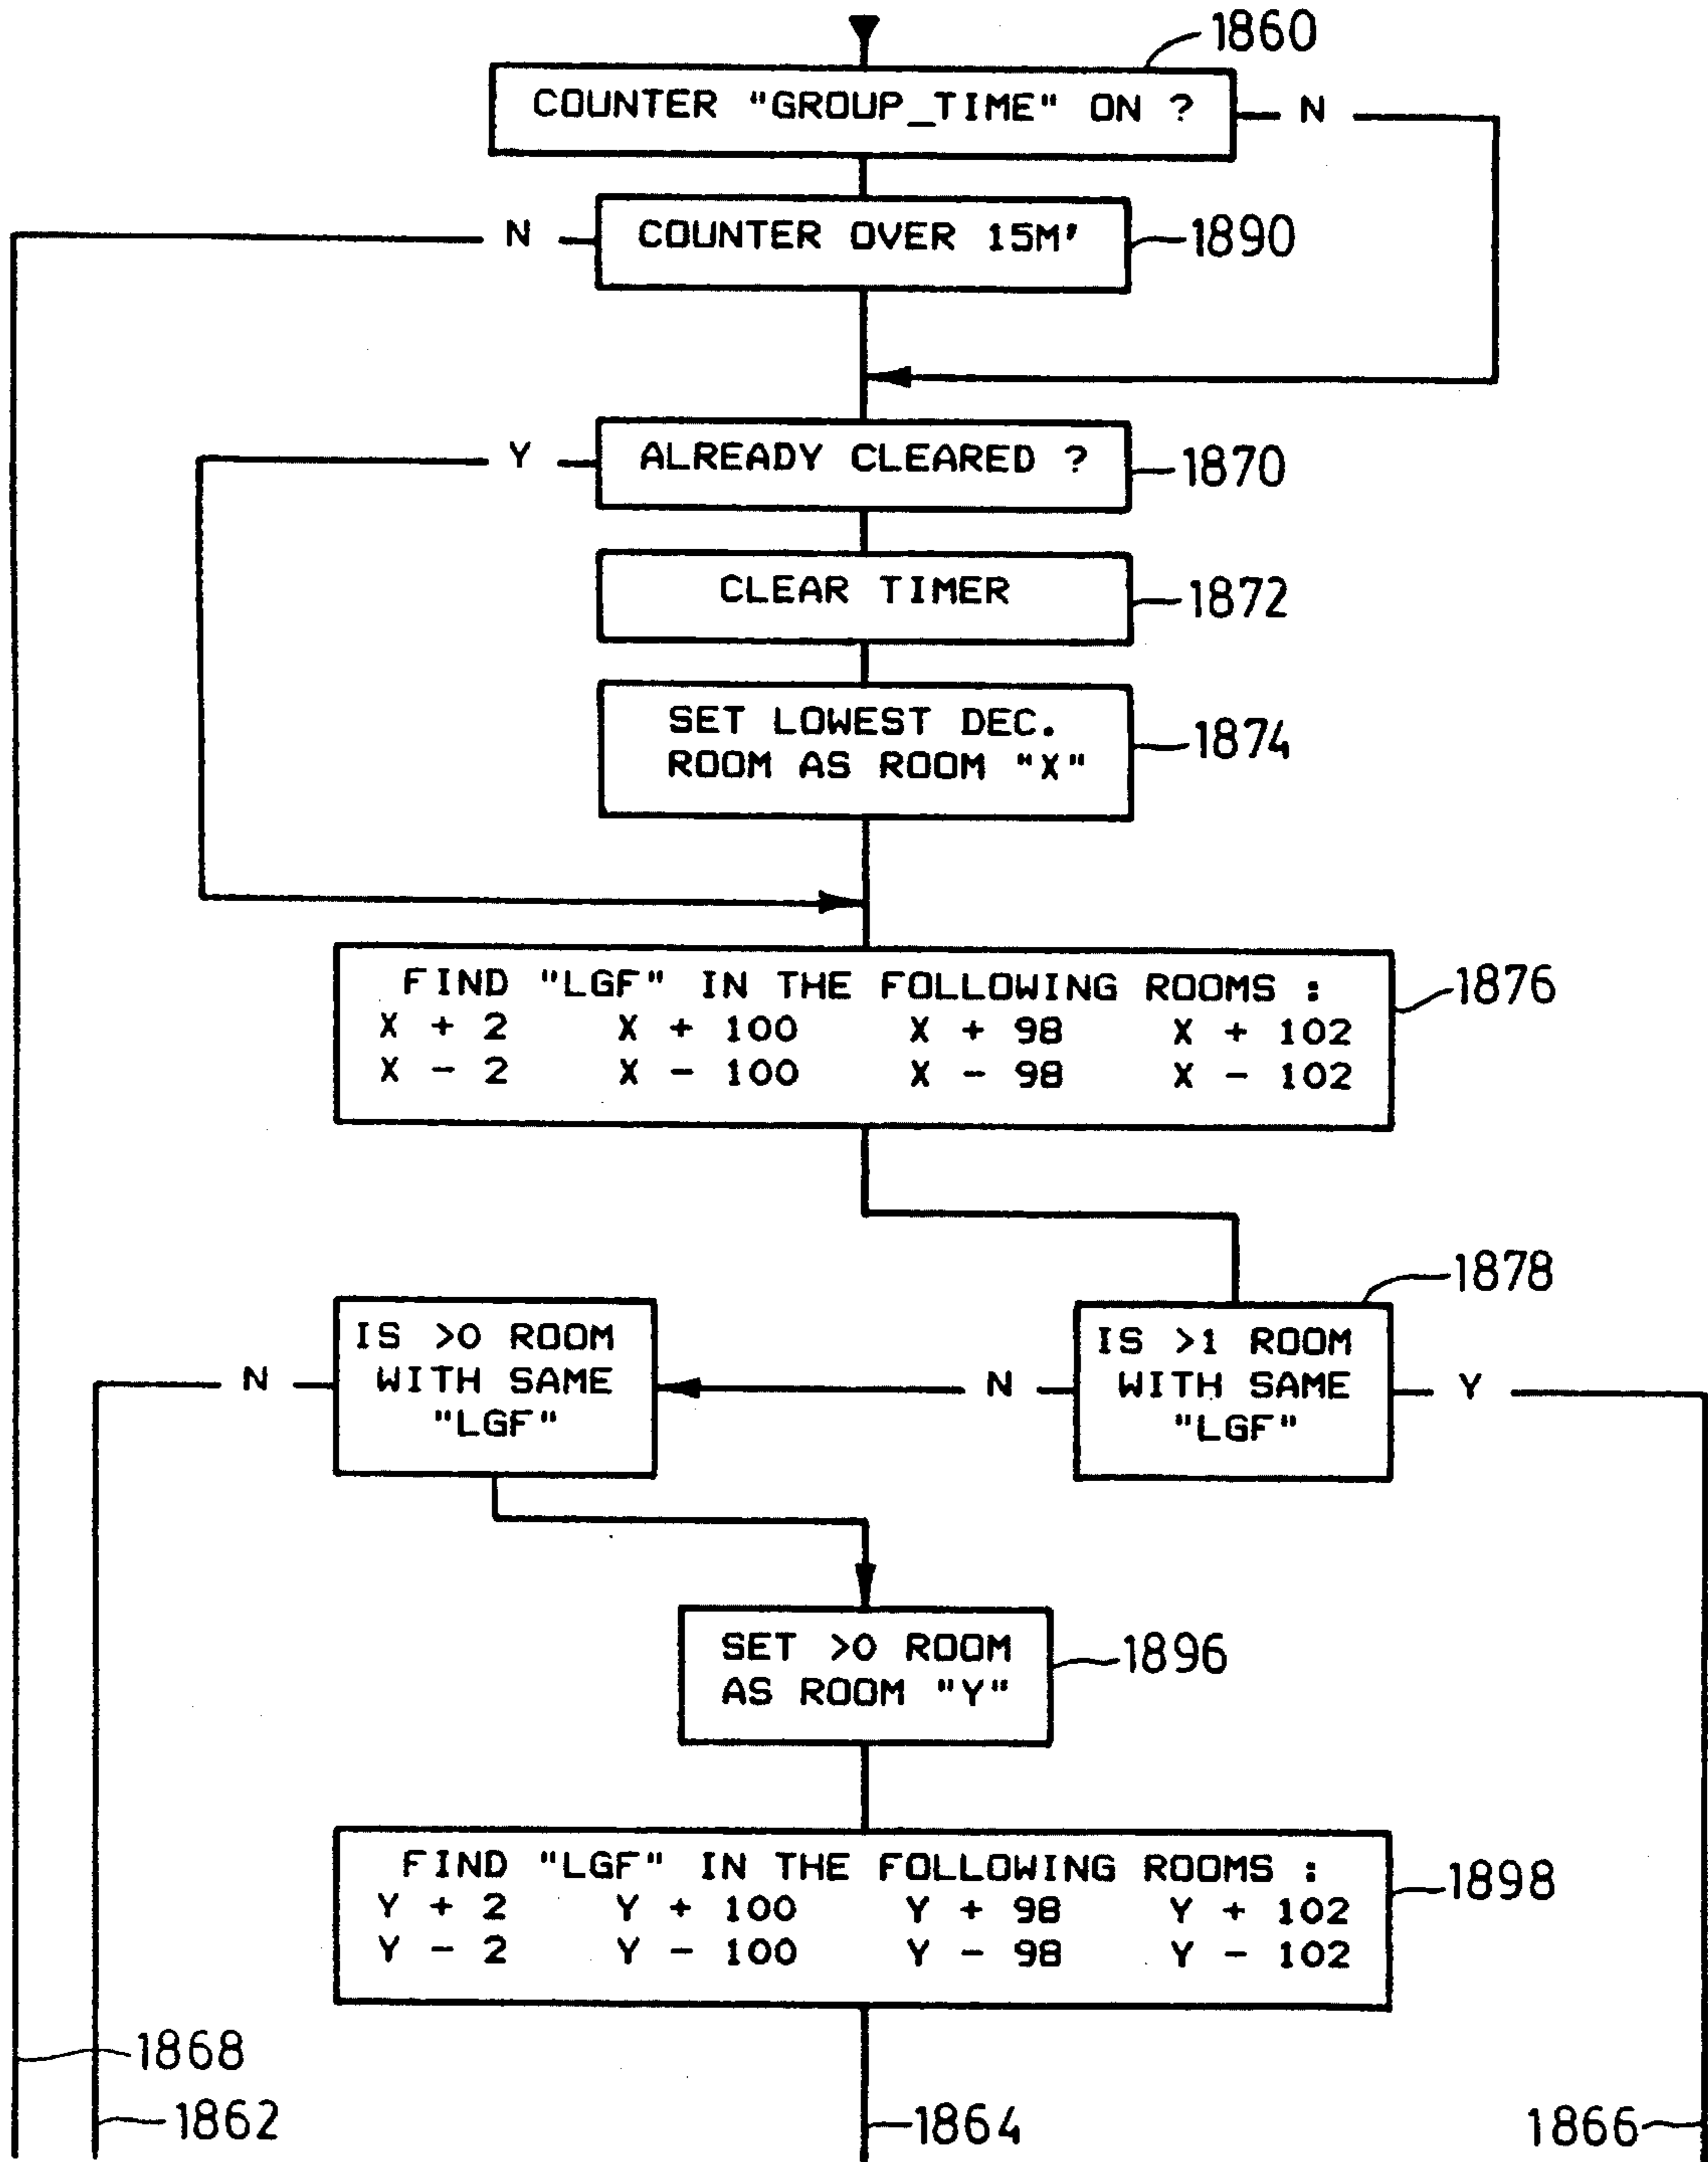 1860
COUNTER "GROUP_TIME" ON ?
N
N
COUNTER OVER 15M'
1890
Y
ALREADY CLEARED ?
1870
CLEAR TIMER
1872
SET LOWEST DEC.
ROOM AS ROOM "X"
1874
FIND "LGF" IN THE FOLLOWING ROOMS :
X + 2 X + 100 X + 98 X + 102
X - 2 X - 100 X - 98 X - 102
1876
1878
IS >0 ROOM
WITH SAME
"LGF"
N
N
IS >1 ROOM
WITH SAME
"LGF"
Y
SET >0 ROOM
AS ROOM "Y"
1896
FIND "LGF" IN THE FOLLOWING ROOMS :
Y + 2 Y + 100 Y + 98 Y + 102
Y - 2 Y - 100 Y - 98 Y - 102
1898
1868
1862
1864
1866